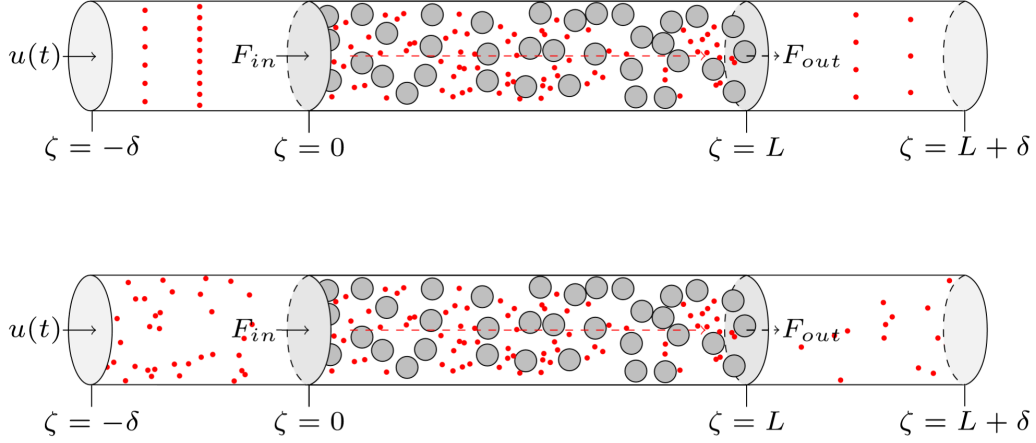 u(t) F_{in} F_{out}
ζ = −δ ζ = 0 ζ = L ζ = L + δ
u(t) F_{in} F_{out}
ζ = −δ ζ = 0 ζ = L ζ = L + δ